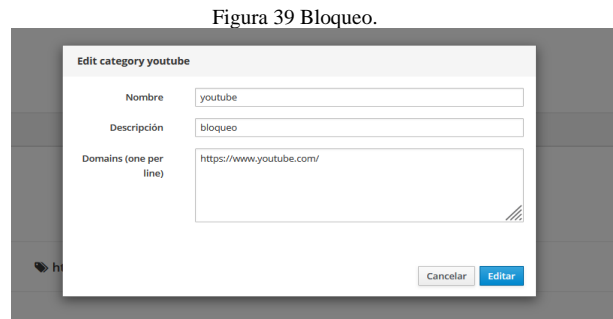 Figura 39 Bloqueo.
Edit category youtube
Nombre youtube
Descripción bloqueo
Domains (one per https://www.youtube.com/
line)
ht
Cancelar Editar